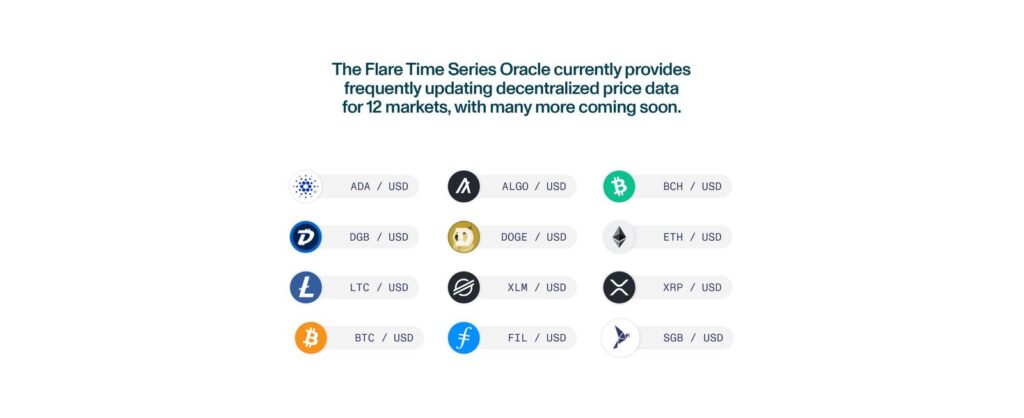 The Flare Time Series Oracle currently provides
frequently updating decentralized price data
for 12 markets, with many more coming soon.
ADA / USD
ALGO / USD
BCH / USD
DGB / USD
DOGE / USD
ETH / USD
LTC / USD
XLM / USD
XRP / USD
BTC / USD
FIL / USD
SGB / USD